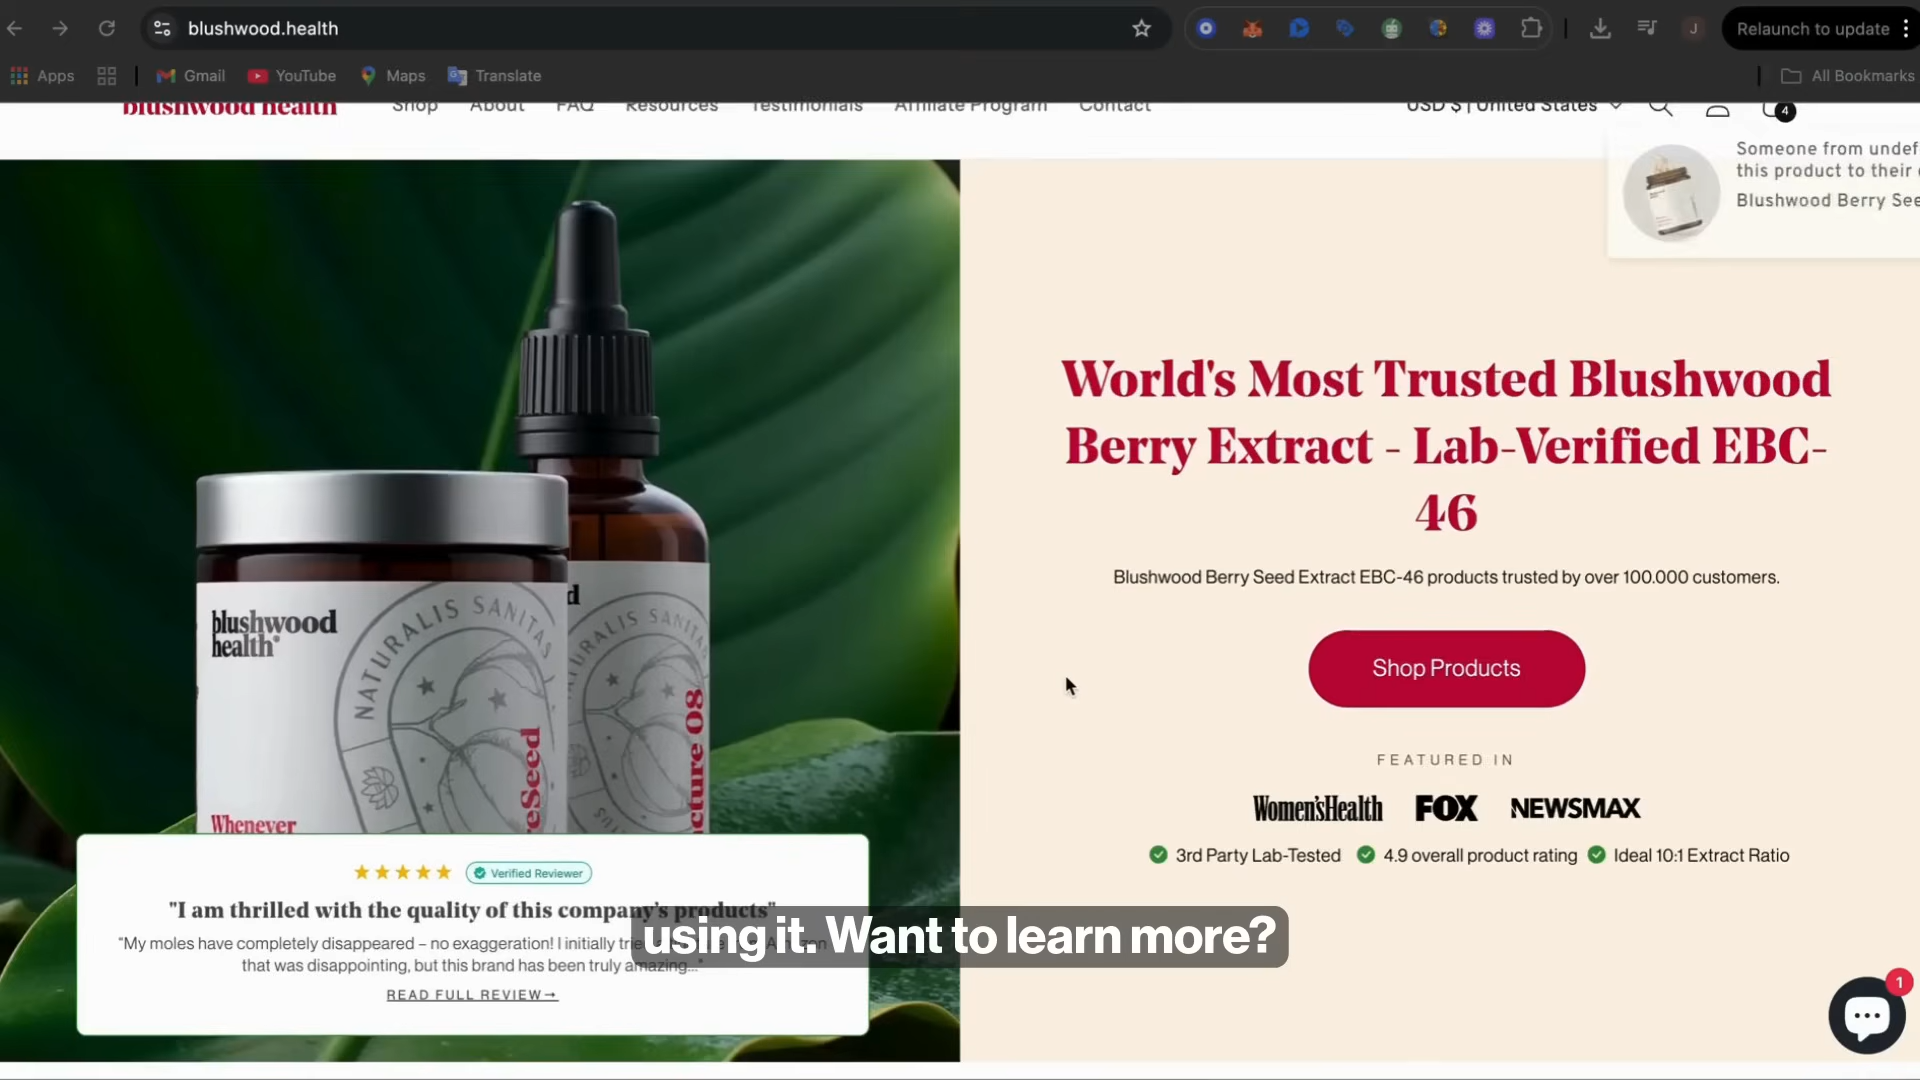 blushwood.health
Relaunch to update
Apps
Gmail
YouTube
Maps
Translate
All Bookmarks
blushwood health
Shop
About
FAQ
Resources
Testimonials
Affiliate Program
Contact
USD $ | United States
4
Someone from undef
this product to their
Blushwood Berry See
World's Most Trusted Blushwood
Berry Extract - Lab-Verified EBC-
46
Blushwood Berry Seed Extract EBC-46 products trusted by over 100.000 customers.
Shop Products
FEATURED IN
Women'sHealth
FOX
NEWSMAX
3rd Party Lab-Tested
4.9 overall product rating
Ideal 10:1 Extract Ratio
blushwood
health®
NATURALIS SANITAS
Whenever
Verified Reviewer
"I am thrilled with the quality of this company's products"
"My moles have completely disappeared – no exaggeration! I initially
that was disappointing, but this brand has been truly amazing..."
READ FULL REVIEW→
using it. Want to learn more?
1
J